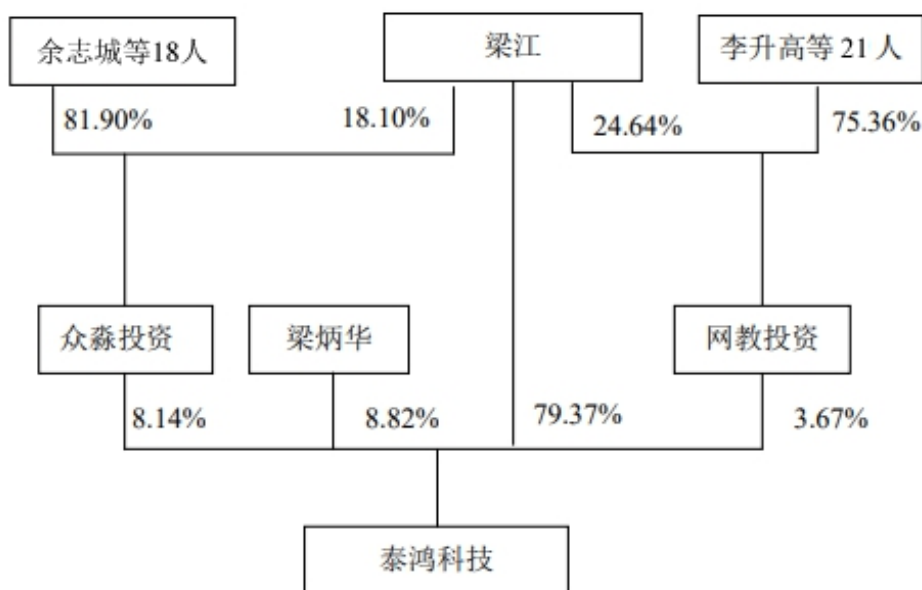 余志城等18人
梁江
李升高等 21 人
81.90%
18.10%
24.64%
75.36%
众淼投资
梁炳华
网教投资
8.14%
8.82%
79.37%
3.67%
泰鸿科技